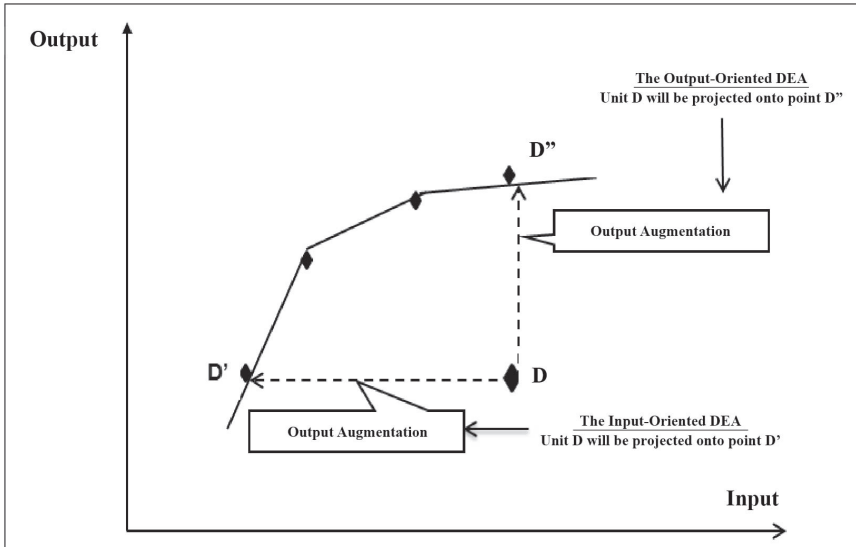 Output
The Output-Oriented DEA
Unit D will be projected onto point D”
D”
Output Augmentation
D’
D
Output Augmentation
The Input-Oriented DEA
Unit D will be projected onto point D’
Input